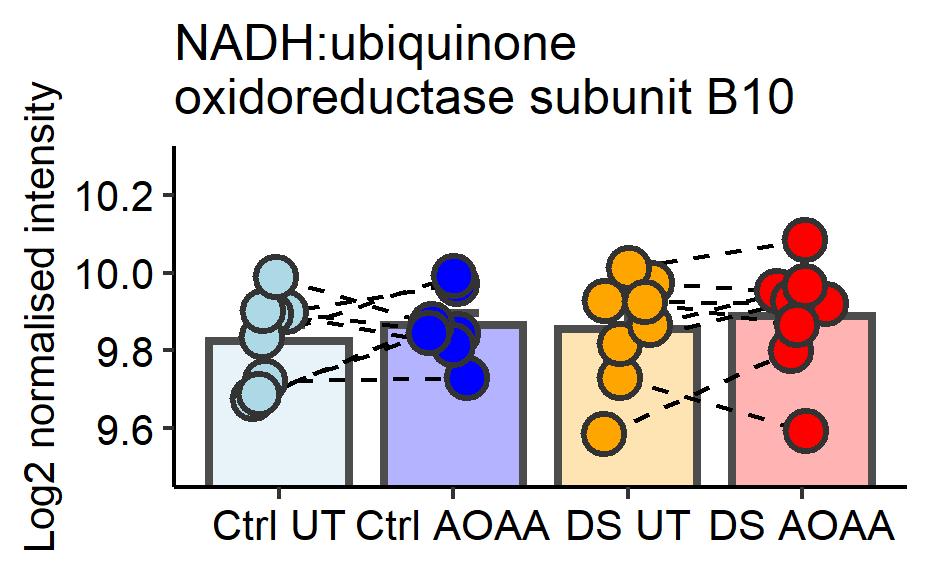 NADH:ubiquinone
oxidoreductase subunit B10
Log2 normalised intensity
10.2
10.0
9.8
9.6
Ctrl UT Ctrl AOAA DS UT DS AOAA